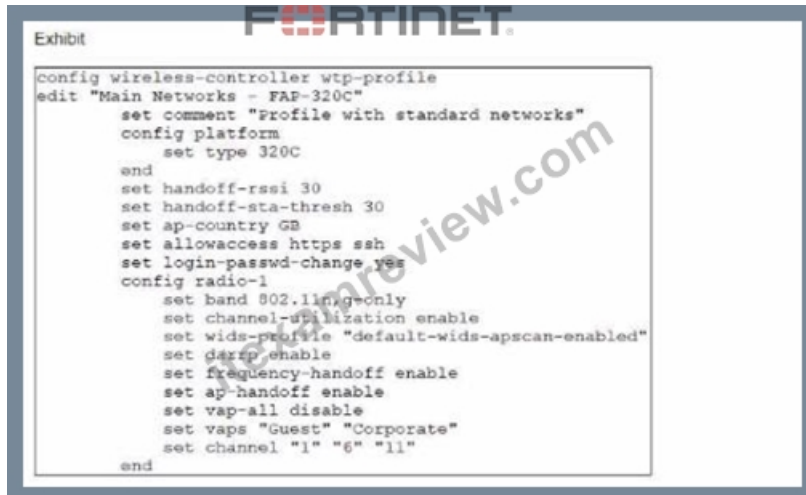 FORTINET
Exhibit
config wireless-controller wtp-profile
edit "Main Networks - FAP-320C"
set comment "Profile with standard networks"
config platform
set type 320C
end
set handoff-rssi 30
set handoff-sta-thresh 30
set ap-country GB
set allowaccess https ssh
set login-passwd-change yes
config radio-1
set band 802.11n,g-only
set channel-utilization enable
set wids-profile "default-wids-apscan-enabled"
set darrp enable
set frequency-handoff enable
set ap-handoff enable
set vap-all disable
set vaps "Guest" "Corporate"
set channel "1" "6" "11"
end